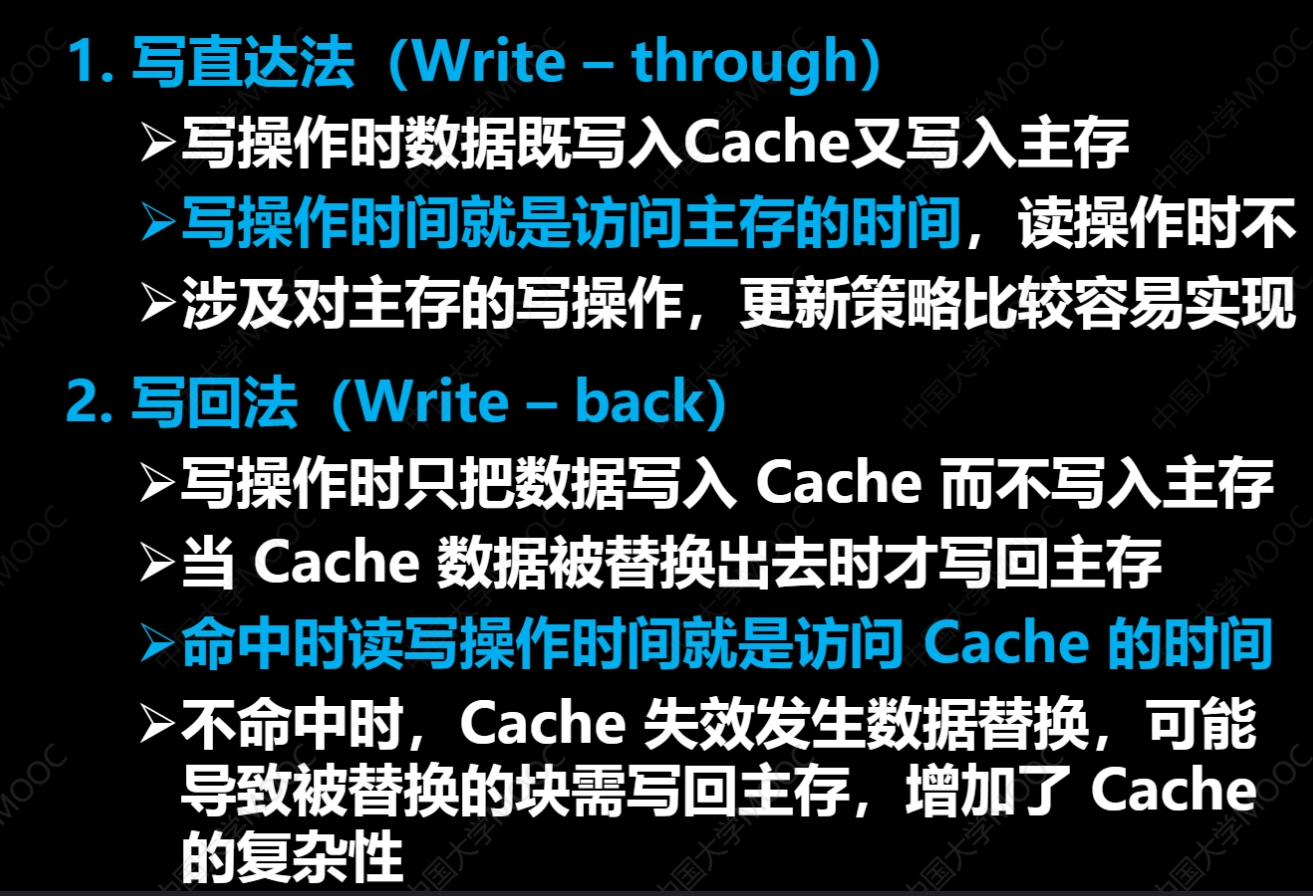 1. 写直达法（Write – through）
➢写操作时数据既写入Cache又写入主存
➢写操作时间就是访问主存的时间，读操作时不
➢涉及对主存的写操作，更新策略比较容易实现
2. 写回法（Write – back）
➢写操作时只把数据写入 Cache 而不写入主存
➢当 Cache 数据被替换出去时才写回主存
➢命中时读写操作时间就是访问 Cache 的时间
➢不命中时，Cache 失效发生数据替换，可能
导致被替换的块需写回主存，增加了 Cache
的复杂性
中国大学MOOC